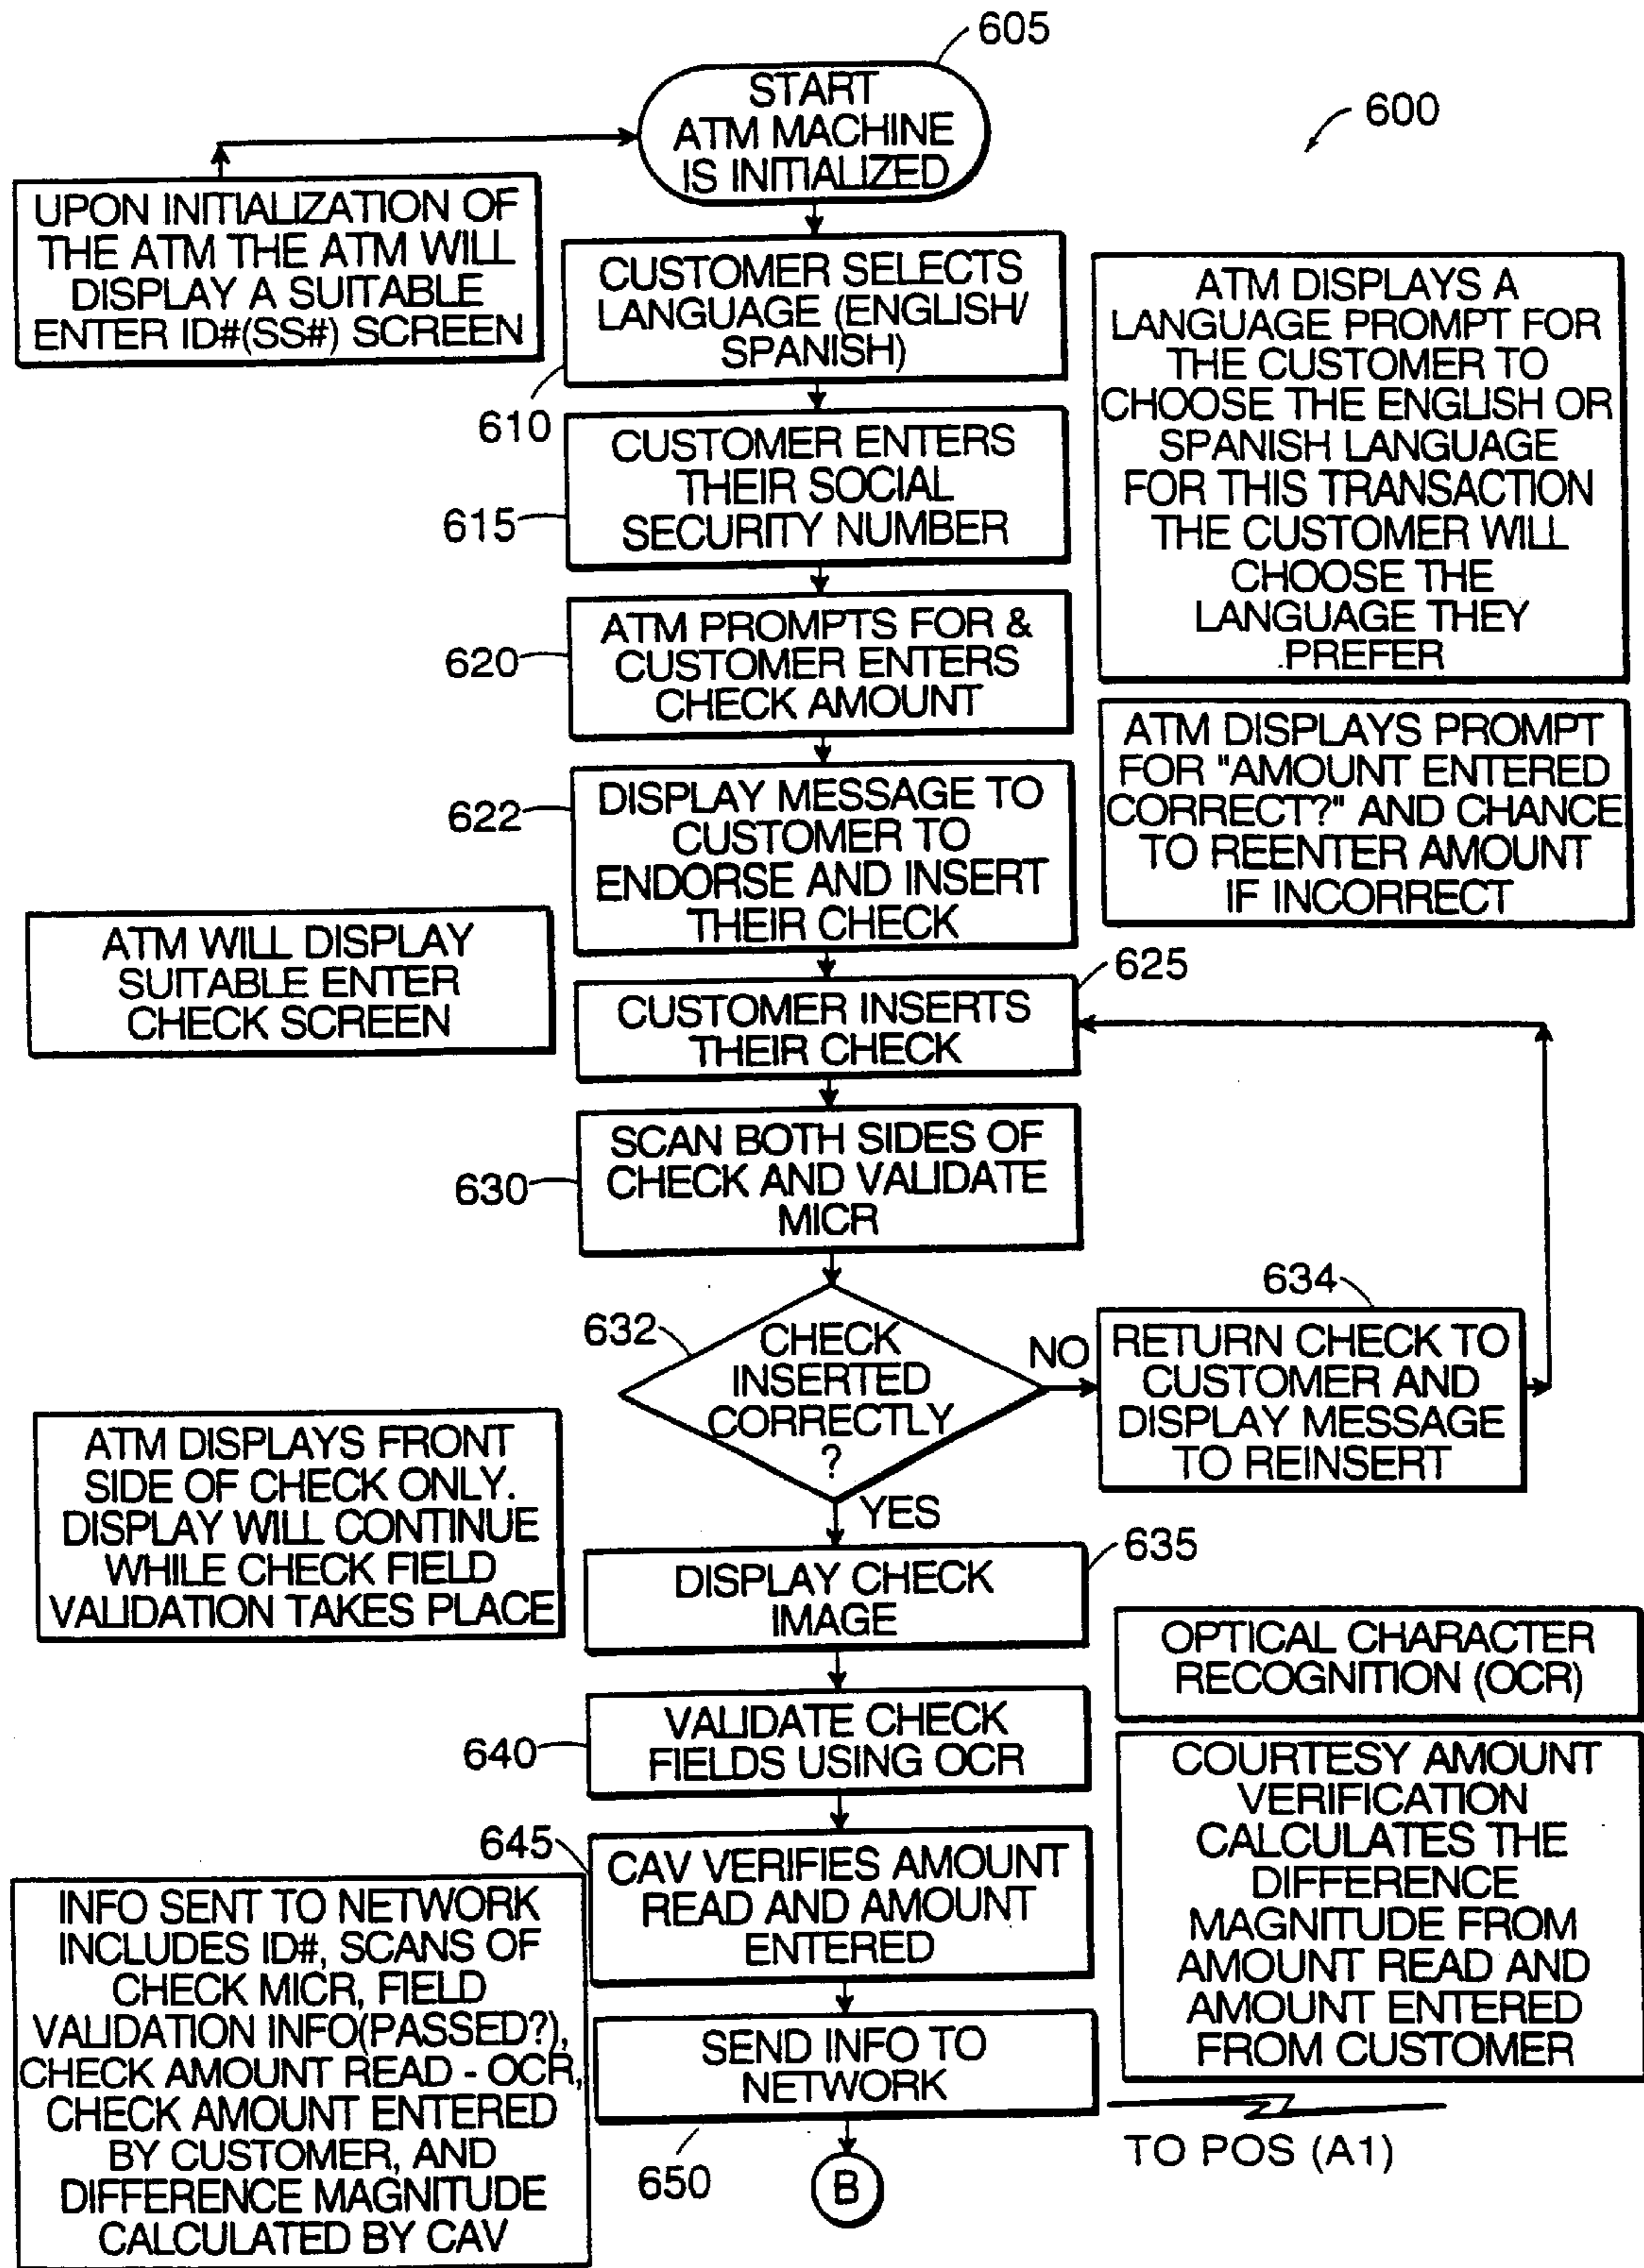 605
START
ATM MACHINE
IS INITIALIZED
600
UPON INITIALIZATION OF
THE ATM THE ATM WILL
DISPLAY A SUITABLE
ENTER ID#(SS#) SCREEN
CUSTOMER SELECTS
LANGUAGE (ENGLISH/
SPANISH)
610
ATM DISPLAYS A
LANGUAGE PROMPT FOR
THE CUSTOMER TO
CHOOSE THE ENGLISH OR
SPANISH LANGUAGE
FOR THIS TRANSACTION
THE CUSTOMER WILL
CHOOSE THE
LANGUAGE THEY
PREFER
CUSTOMER ENTERS
THEIR SOCIAL
SECURITY NUMBER
615
ATM PROMPTS FOR &
CUSTOMER ENTERS
CHECK AMOUNT
620
ATM DISPLAYS PROMPT
FOR "AMOUNT ENTERED
CORRECT?" AND CHANCE
TO REENTER AMOUNT
IF INCORRECT
DISPLAY MESSAGE TO
CUSTOMER TO
ENDORSE AND INSERT
THEIR CHECK
622
ATM WILL DISPLAY
SUITABLE ENTER
CHECK SCREEN
625
CUSTOMER INSERTS
THEIR CHECK
SCAN BOTH SIDES OF
CHECK AND VALIDATE
MICR
630
632
CHECK
INSERTED
CORRECTLY
?
NO
634
RETURN CHECK TO
CUSTOMER AND
DISPLAY MESSAGE
TO REINSERT
YES
ATM DISPLAYS FRONT
SIDE OF CHECK ONLY.
DISPLAY WILL CONTINUE
WHILE CHECK FIELD
VALIDATION TAKES PLACE
635
DISPLAY CHECK
IMAGE
OPTICAL CHARACTER
RECOGNITION (OCR)
VALIDATE CHECK
FIELDS USING OCR
640
COURTESY AMOUNT
VERIFICATION
CALCULATES THE
DIFFERENCE
MAGNITUDE FROM
AMOUNT READ AND
AMOUNT ENTERED
FROM CUSTOMER
645
CAV VERIFIES AMOUNT
READ AND AMOUNT
ENTERED
INFO SENT TO NETWORK
INCLUDES ID#, SCANS OF
CHECK MICR, FIELD
VALIDATION INFO(PASSED?),
CHECK AMOUNT READ - OCR,
CHECK AMOUNT ENTERED
BY CUSTOMER, AND
DIFFERENCE MAGNITUDE
CALCULATED BY CAV
SEND INFO TO
NETWORK
650
TO POS (A1)
B